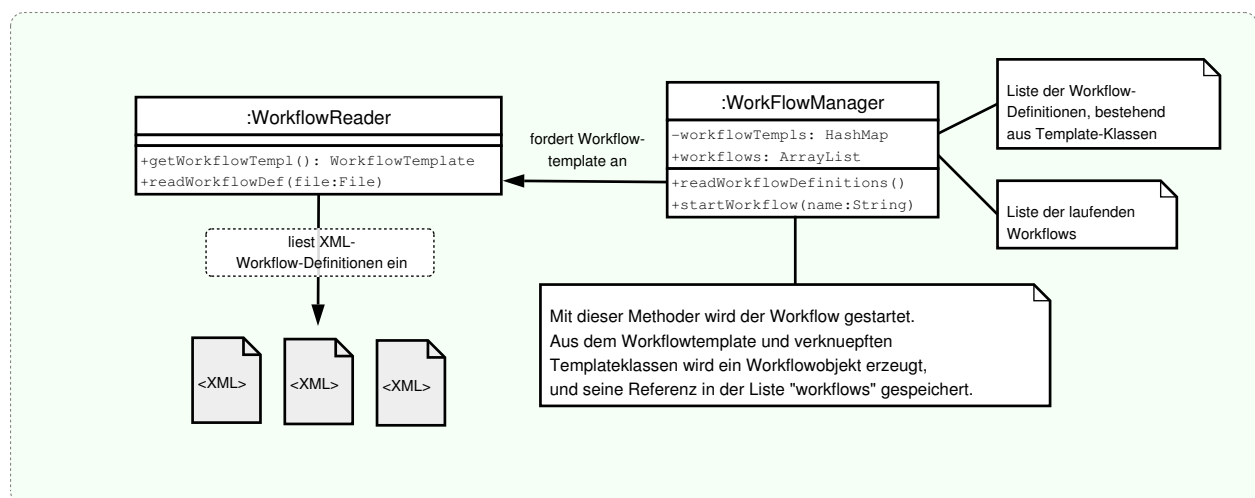 :WorkflowReader
+getWorkflowTempl(): WorkflowTemplate
+readWorkflowDef(file:File)
fordert Workflow-
template an
:WorkFlowManager
-workflowTempls: HashMap
+workflows: ArrayList
+readWorkflowDefinitions()
+startWorkflow(name:String)
Liste der Workflow-
Definitionen, bestehend
aus Template-Klassen
Liste der laufenden
Workflows
liest XML-
Workflow-Definitionen ein
Mit dieser Methoder wird der Workflow gestartet.
Aus dem Workflowtemplate und verknuepften
Templateklassen wird ein Workflowobjekt erzeugt,
und seine Referenz in der Liste "workflows" gespeichert.
<XML>
<XML>
<XML>